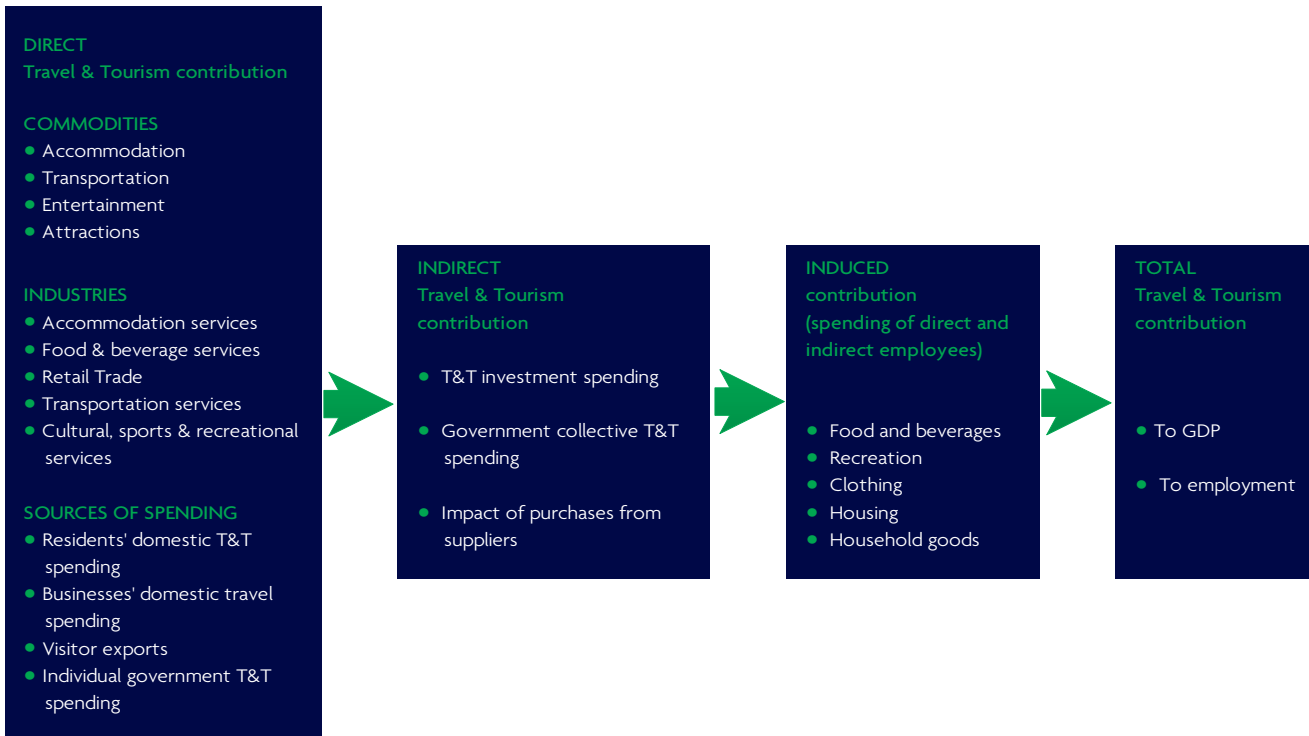 DIRECT
Travel & Tourism contribution
COMMODITIES
• Accommodation
• Transportation
• Entertainment
• Attractions
INDUSTRIES
• Accommodation services
• Food & beverage services
• Retail Trade
• Transportation services
• Cultural, sports & recreational
services
SOURCES OF SPENDING
• Residents' domestic T&T
spending
• Businesses' domestic travel
spending
• Visitor exports
• Individual government T&T
spending
INDIRECT
Travel & Tourism
contribution
• T&T investment spending
• Government collective T&T
spending
• Impact of purchases from
suppliers
INDUCED
contribution
(spending of direct and
indirect employees)
• Food and beverages
• Recreation
• Clothing
• Housing
• Household goods
TOTAL
Travel & Tourism
contribution
• To GDP
• To employment